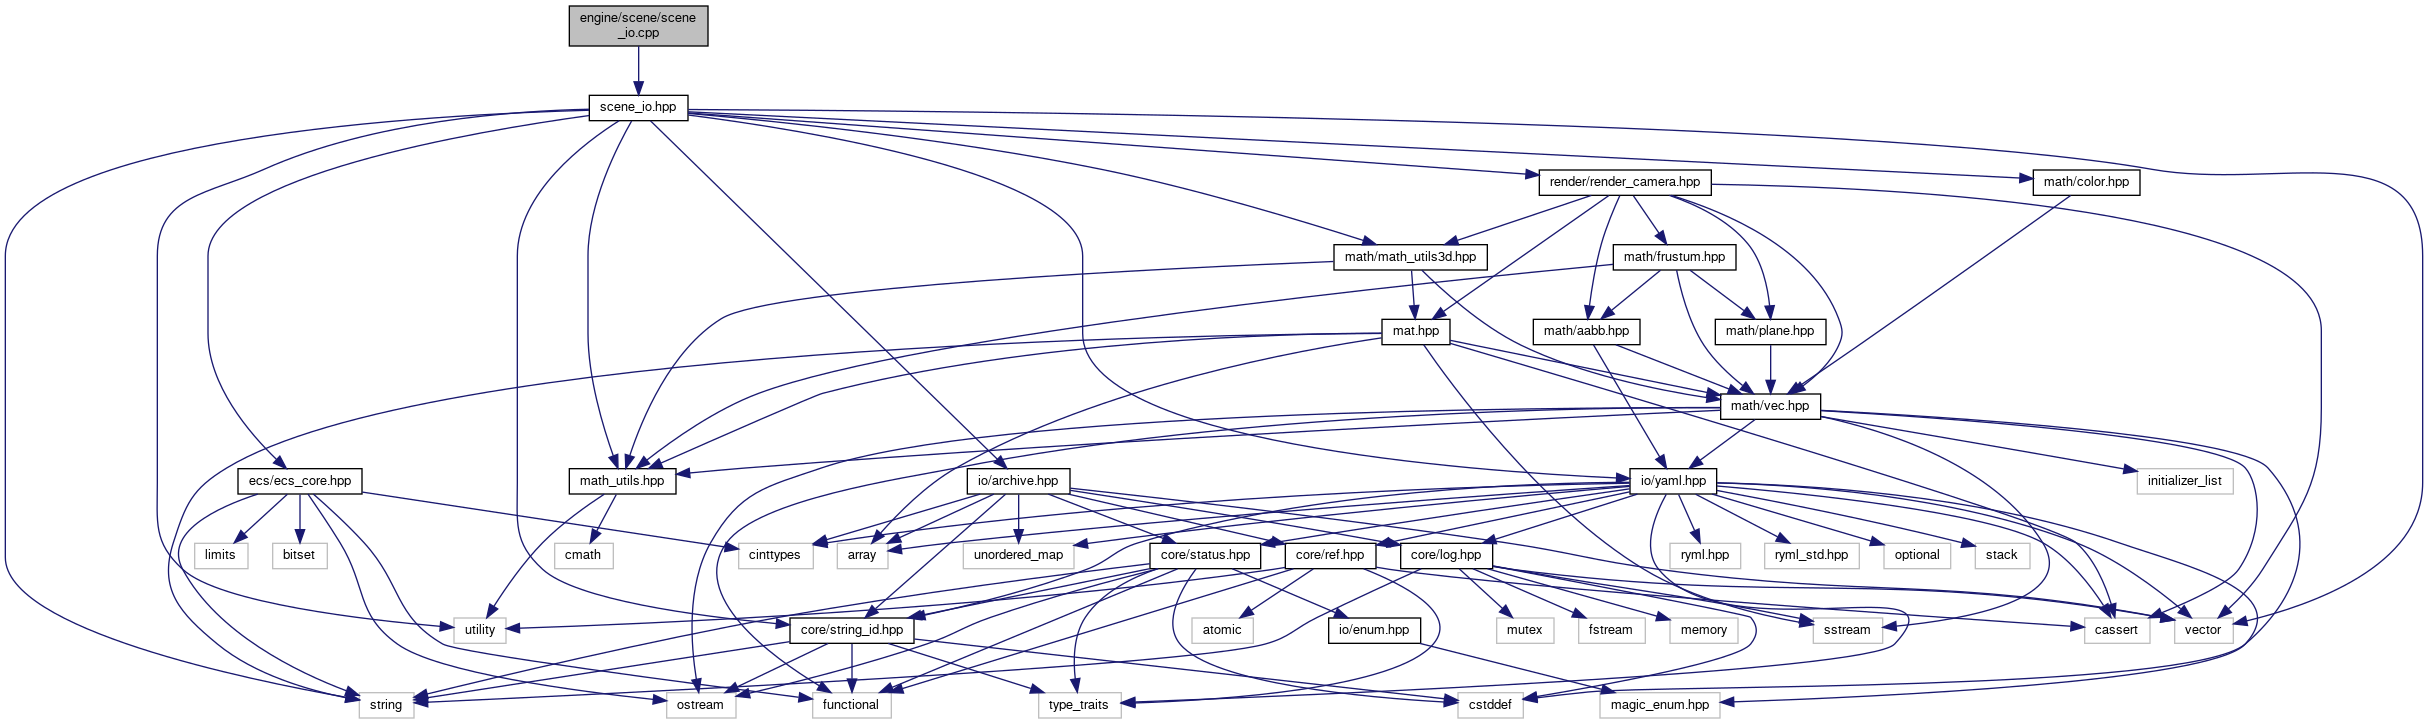 engine/scene/scene
_io.cpp
scene_io.hpp
render/render_camera.hpp
math/color.hpp
math/math_utils3d.hpp
math/frustum.hpp
mat.hpp
math/aabb.hpp
math/plane.hpp
math/vec.hpp
ecs/ecs_core.hpp
math_utils.hpp
io/archive.hpp
io/yaml.hpp
initializer_list
limits
bitset
cmath
cinttypes
array
unordered_map
core/status.hpp
core/ref.hpp
core/log.hpp
ryml.hpp
ryml_std.hpp
optional
stack
utility
core/string_id.hpp
atomic
io/enum.hpp
mutex
fstream
memory
sstream
cassert
vector
string
ostream
functional
type_traits
cstddef
magic_enum.hpp